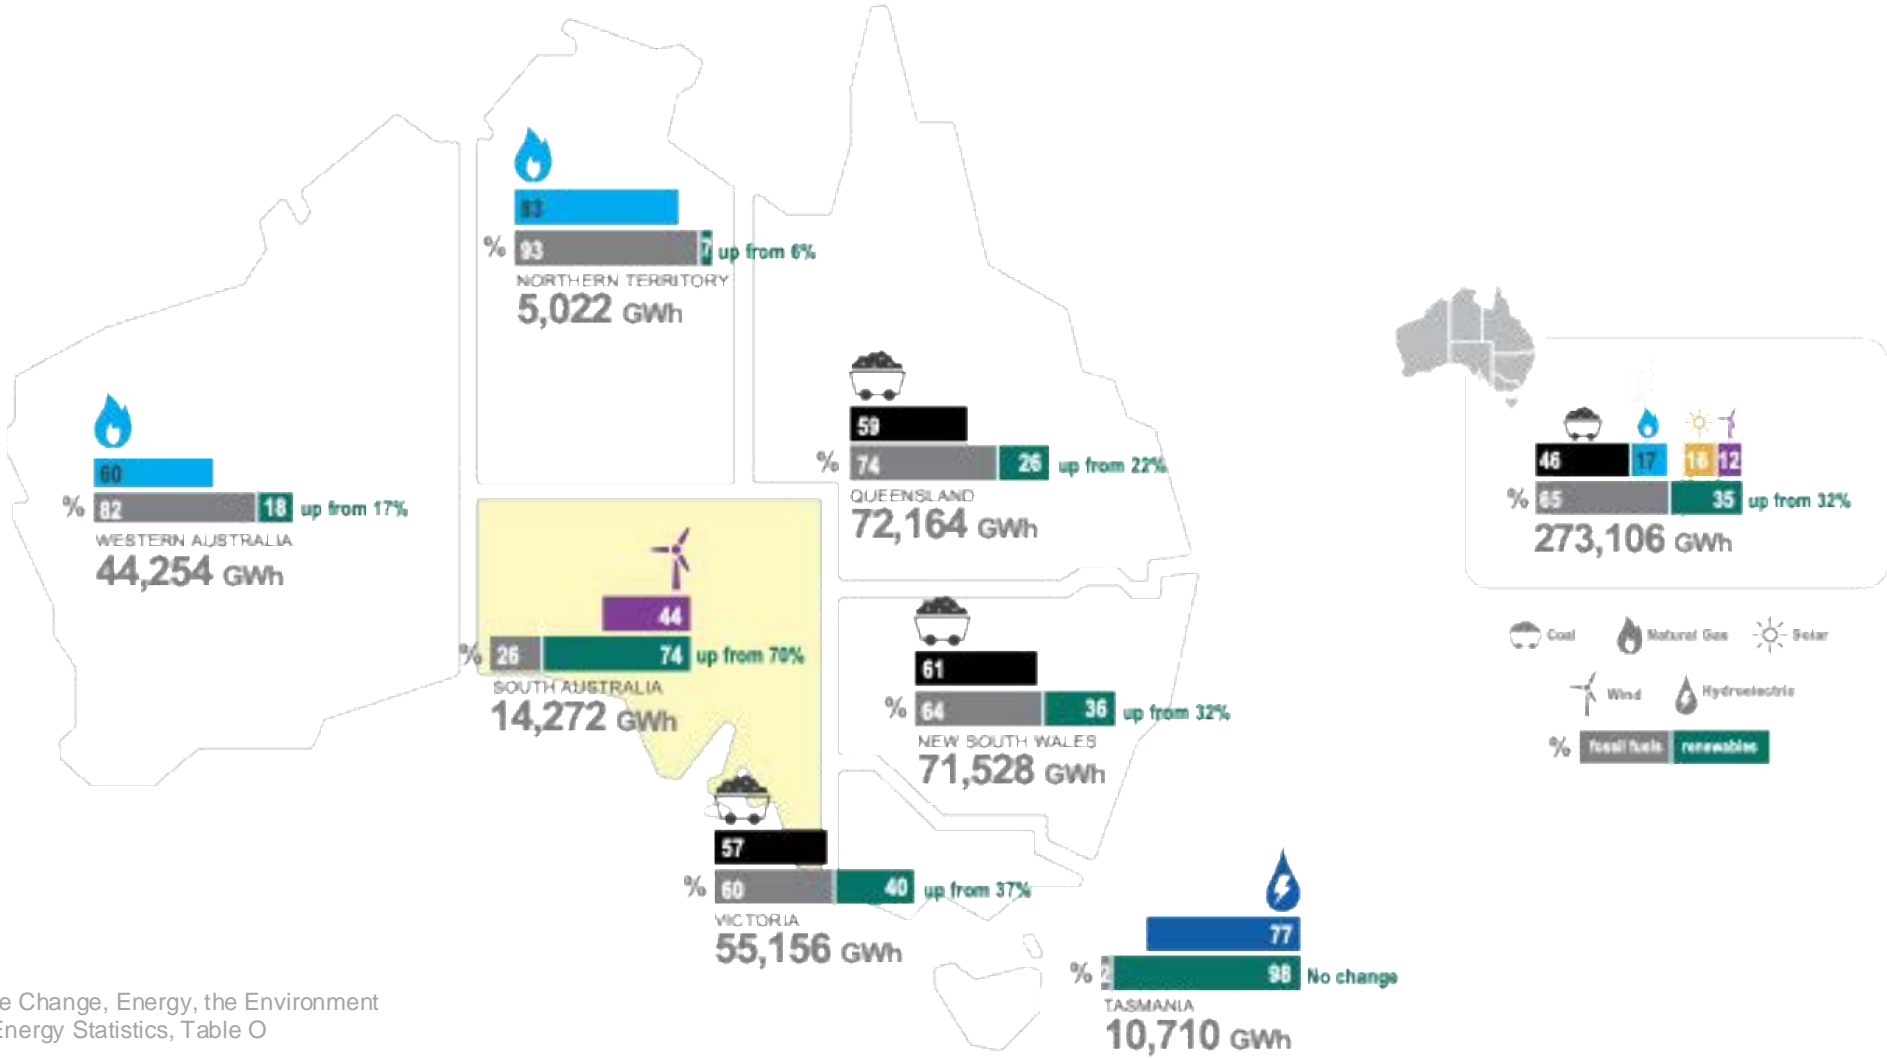 83
% 93 7 up from 6%
NORTHERN TERRITORY
5,022 GWh
60
% 82 18 up from 17%
WESTERN AUSTRALIA
44,254 GWh
59
% 74 26 up from 22%
QUEENSLAND
72,164 GWh
44
% 26 74 up from 70%
SOUTH AUSTRALIA
14,272 GWh
61
% 64 36 up from 32%
NEW SOUTH WALES
71,528 GWh
57
% 60 40 up from 37%
VICTORIA
55,156 GWh
77
% 2 98 No change
TASMANIA
10,710 GWh
46 17 16 12
% 65 35 up from 32%
273,106 GWh
Coal Natural Gas Solar
Wind Hydroelectric
% fossil fuels renewables
e Change, Energy, the Environment
Energy Statistics, Table O